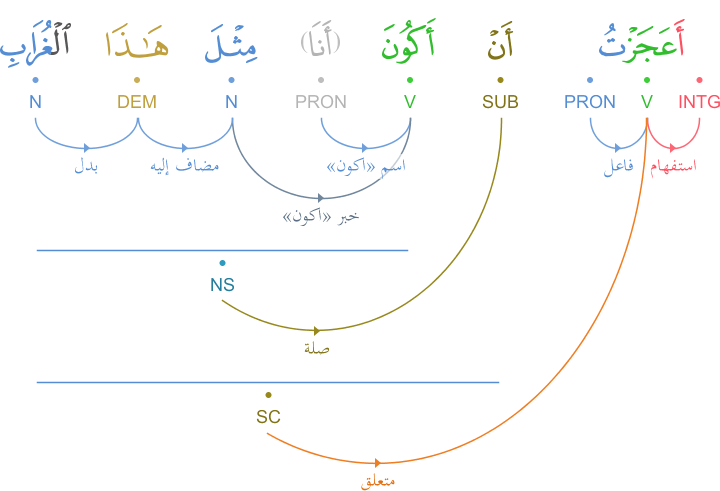 أَعَجَزْتُ أَنْ أَكُونَ (أَنَا) مِثْلَ هَٰذَا ٱلْغُرَابِ
INTG V PRON SUB V PRON N DEM N
استفهام فاعل اسم «اكون» مضاف إليه بدل
خبر «اكون»
NS
صلة
SC
متعلق